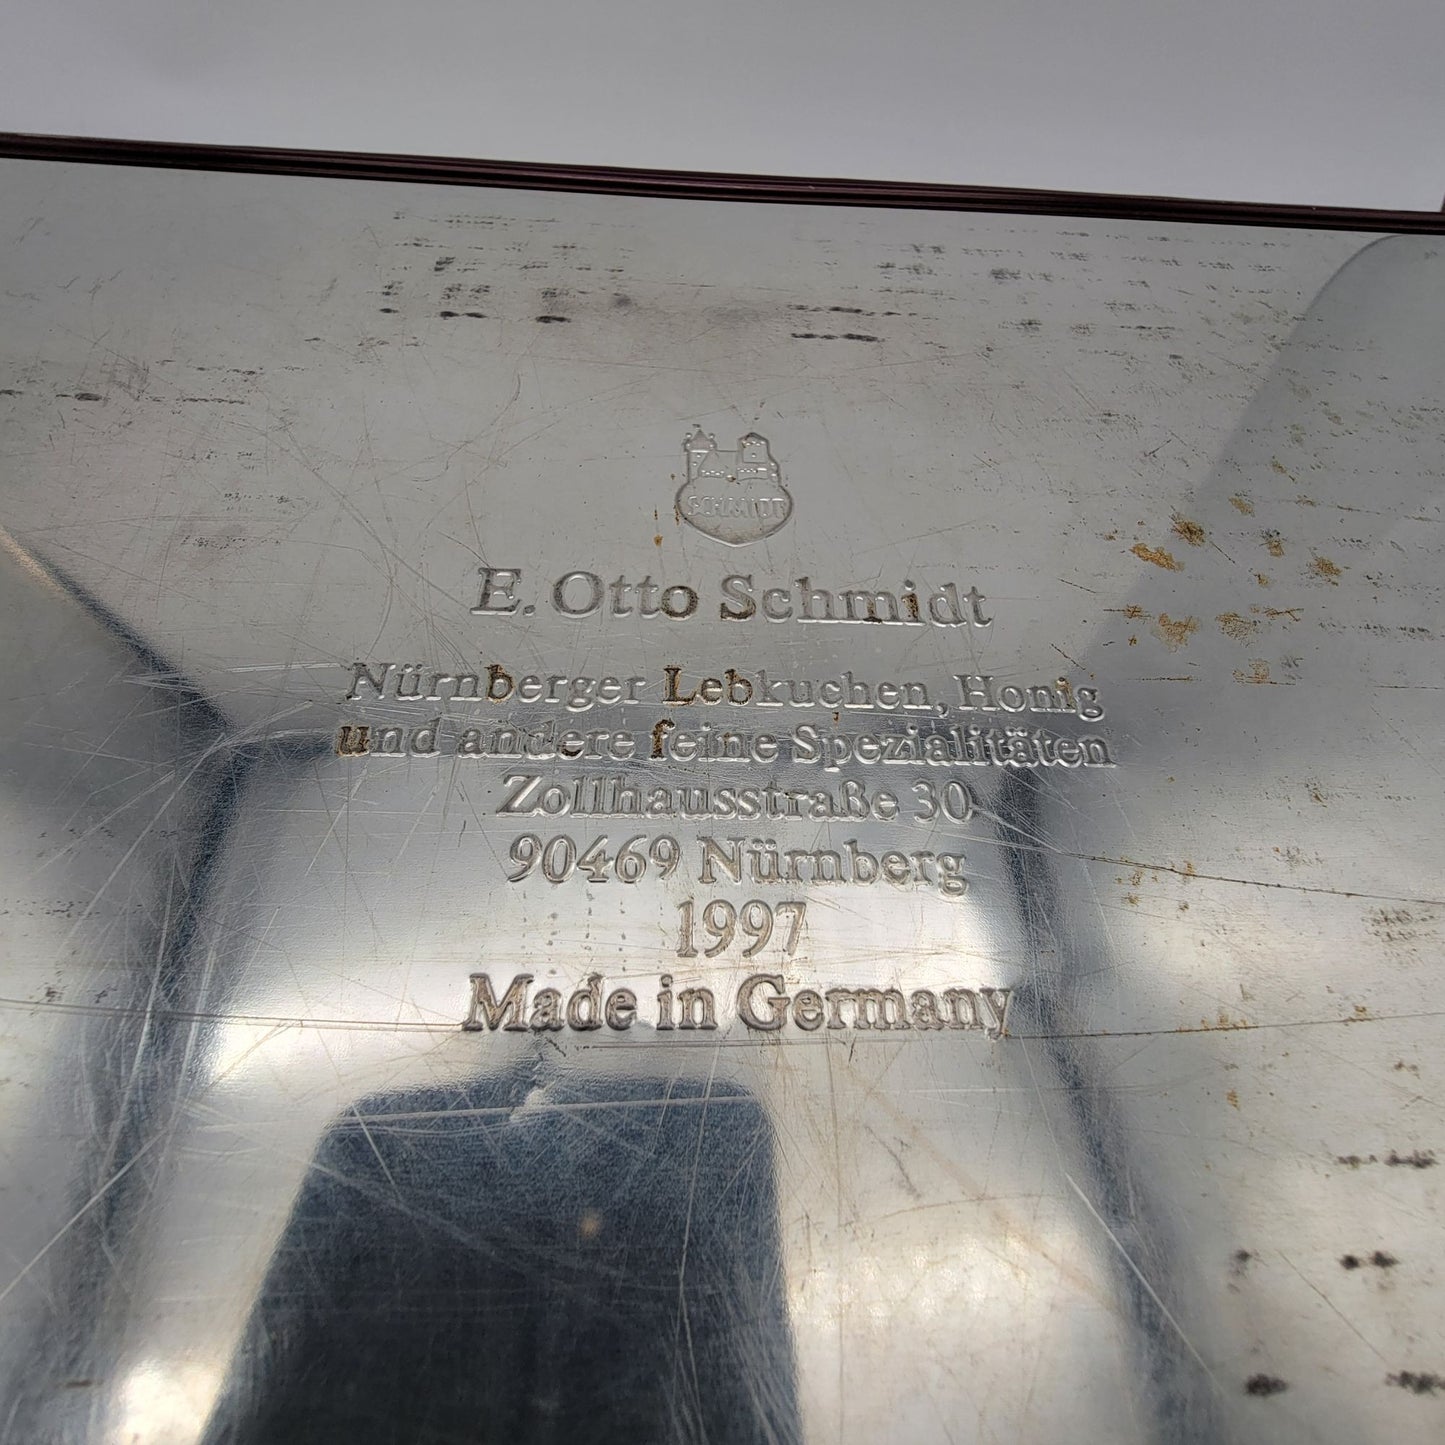 SCHMIDT
E. Otto Schmidt
Nürnberger Lebkuchen, Honig
und andere feine Spezialitäten
Zollhausstraße 30
90469 Nürnberg
1997
Made in Germany